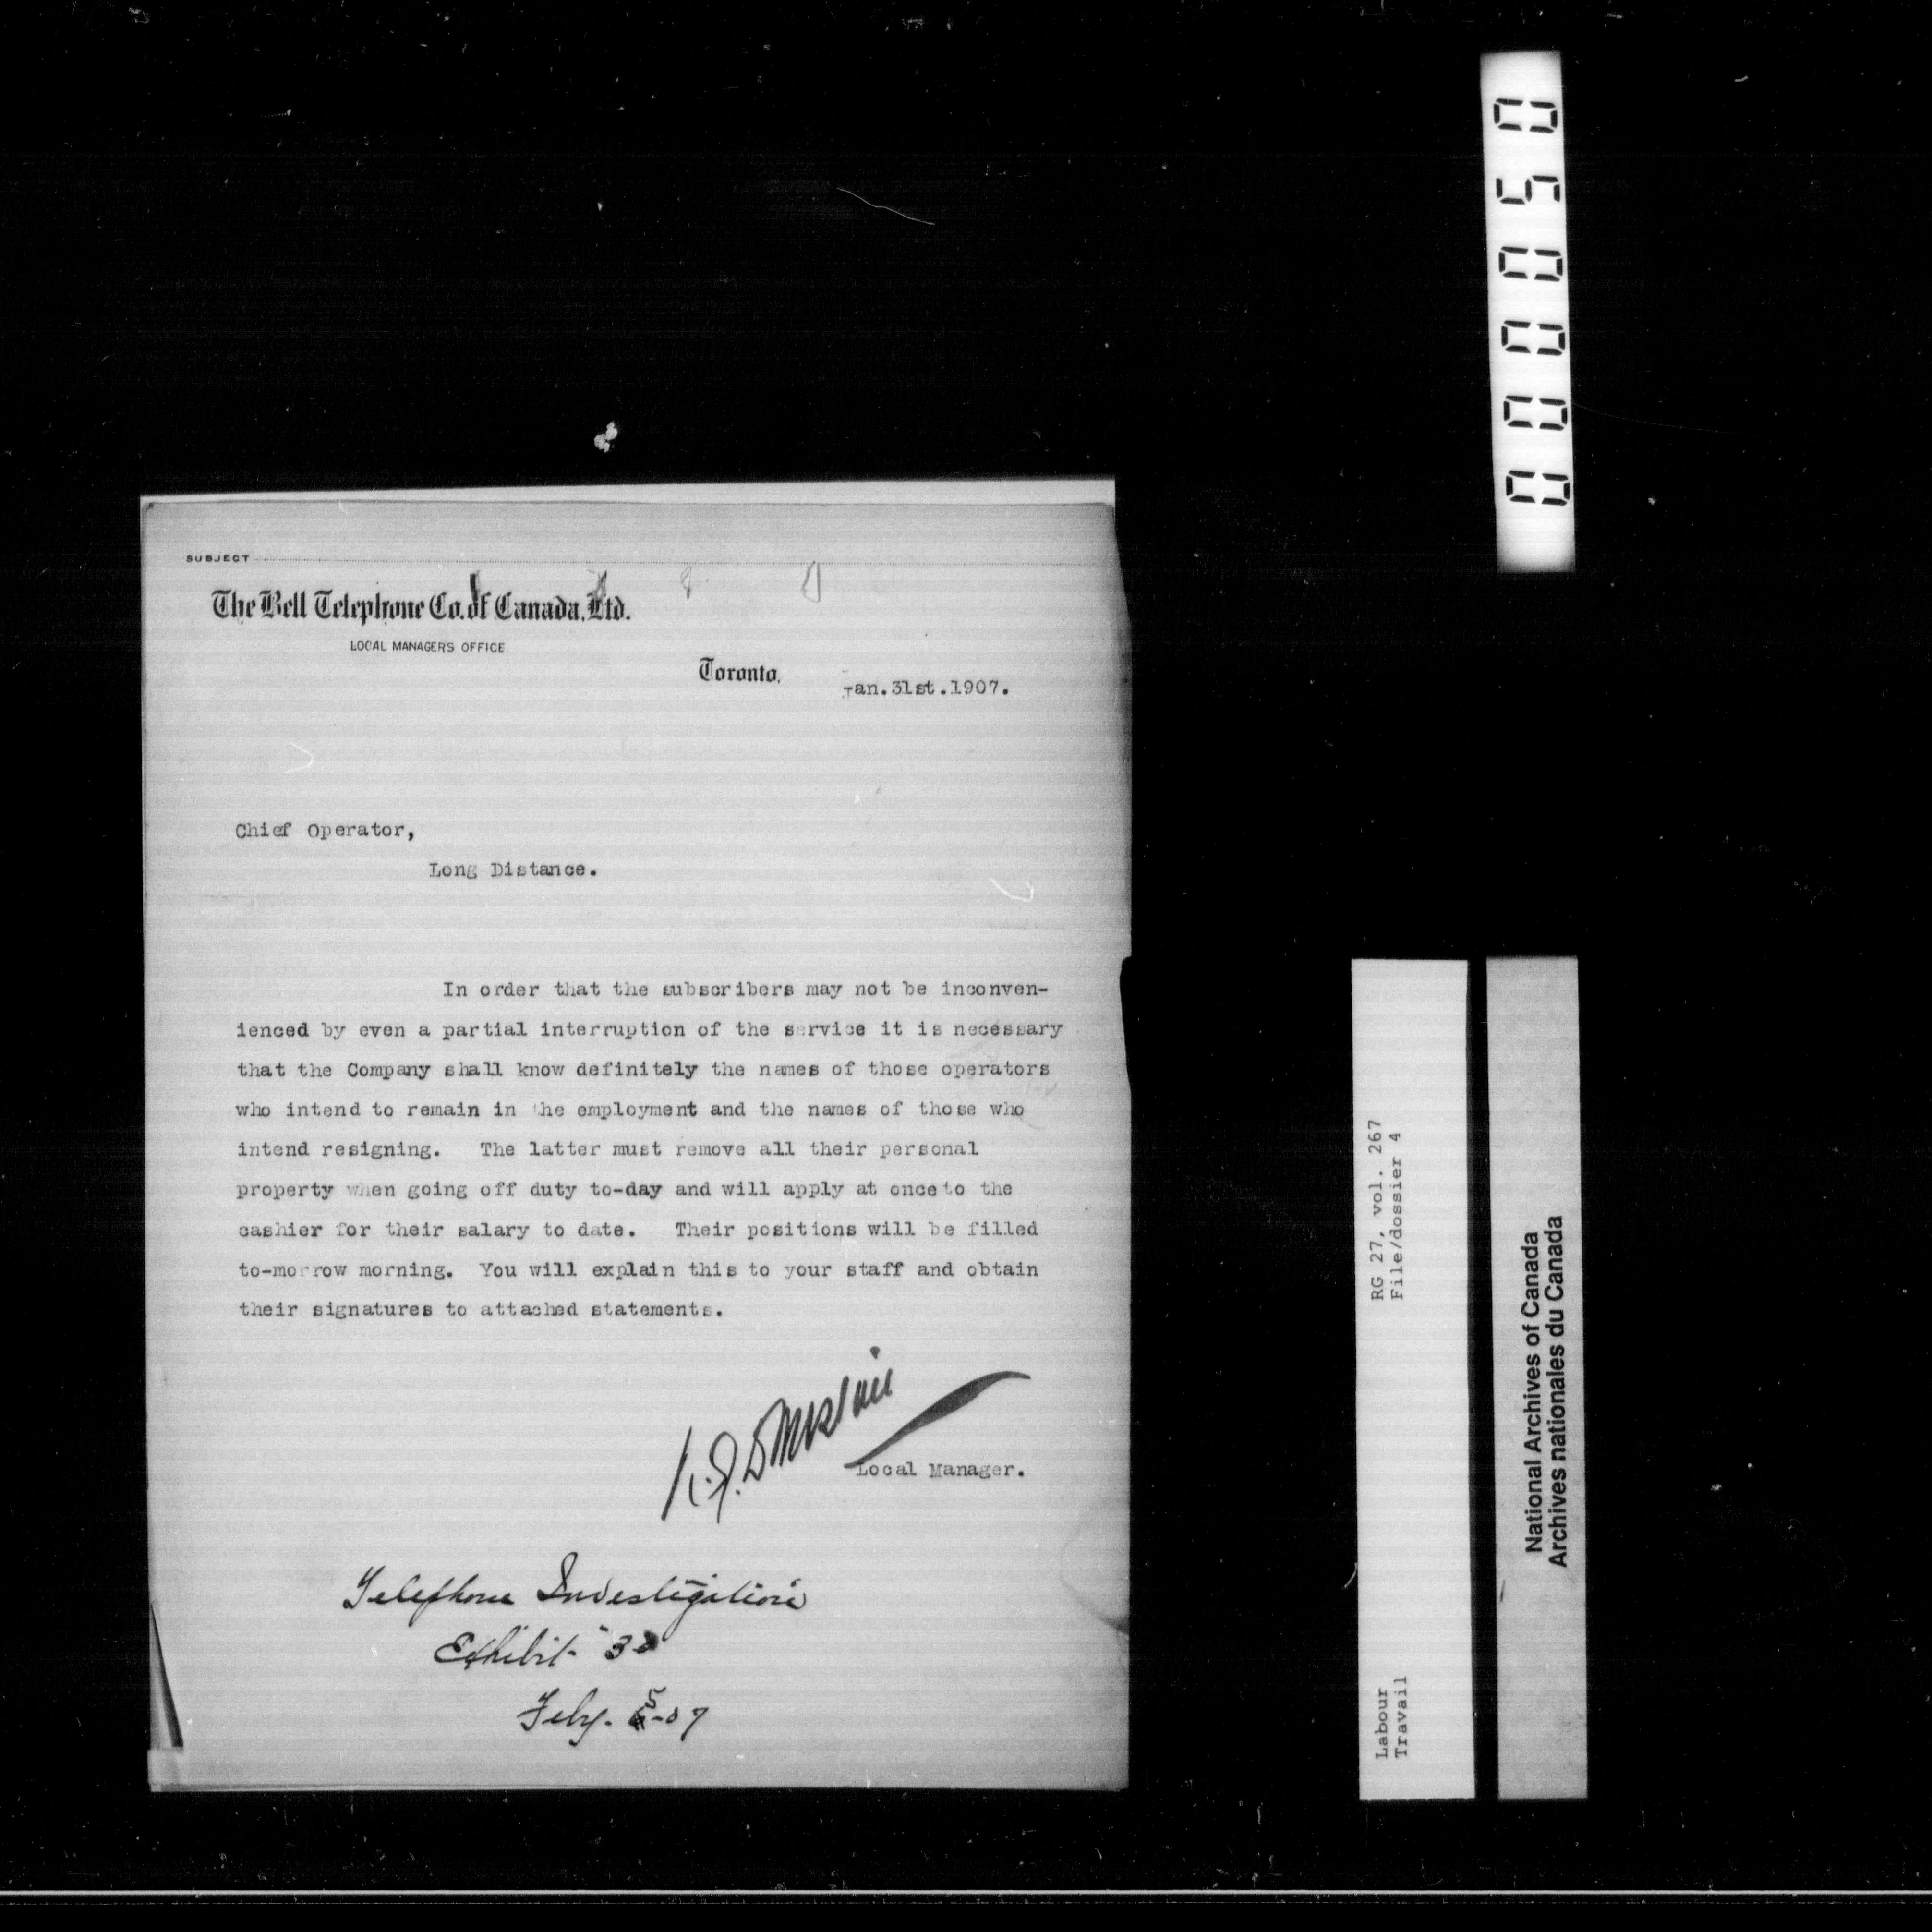 SUBJECT
The Bell Telephone Co. of Canada, Ltd.
LOCAL MANAGER'S OFFICE
Toronto, Jan.31st.1907.
Chief Operator,
Long Distance.
In order that the subscribers may not be inconven-
ienced by even a partial interruption of the service it is necessary
that the Company shall know definitely the names of those operators
who intend to remain in the employment and the names of those who
intend resigning. The latter must remove all their personal
property when going off duty to-day and will apply at once to the
cashier for their salary to date. Their positions will be filled
to-morrow morning. You will explain this to your staff and obtain
their signatures to attached statements.
K.J.Dunstan
Local Manager.
Telephone Investigation
Exhibit
Feby. 5-07
000050
RG 27, vol. 267
File/dossier 4
Labour
Travail
National Archives of Canada
Archives nationales du Canada